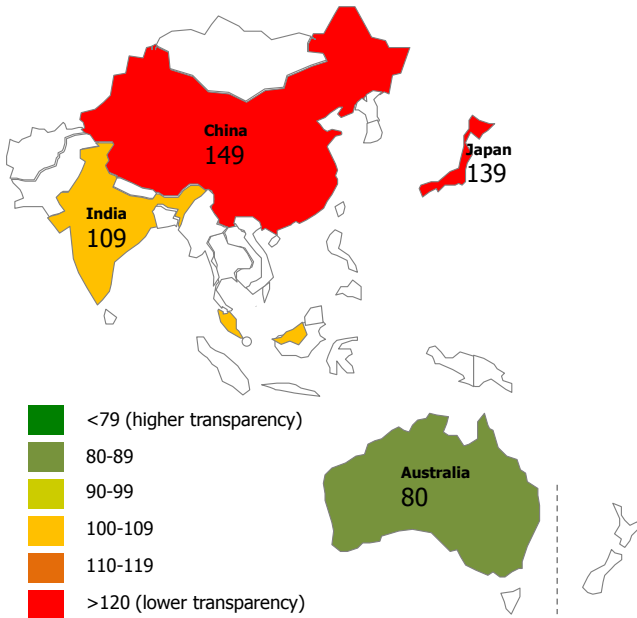 China
149
Japan
139
India
109
<79 (higher transparency)
80-89
90-99
100-109
110-119
>120 (lower transparency)
Australia
80